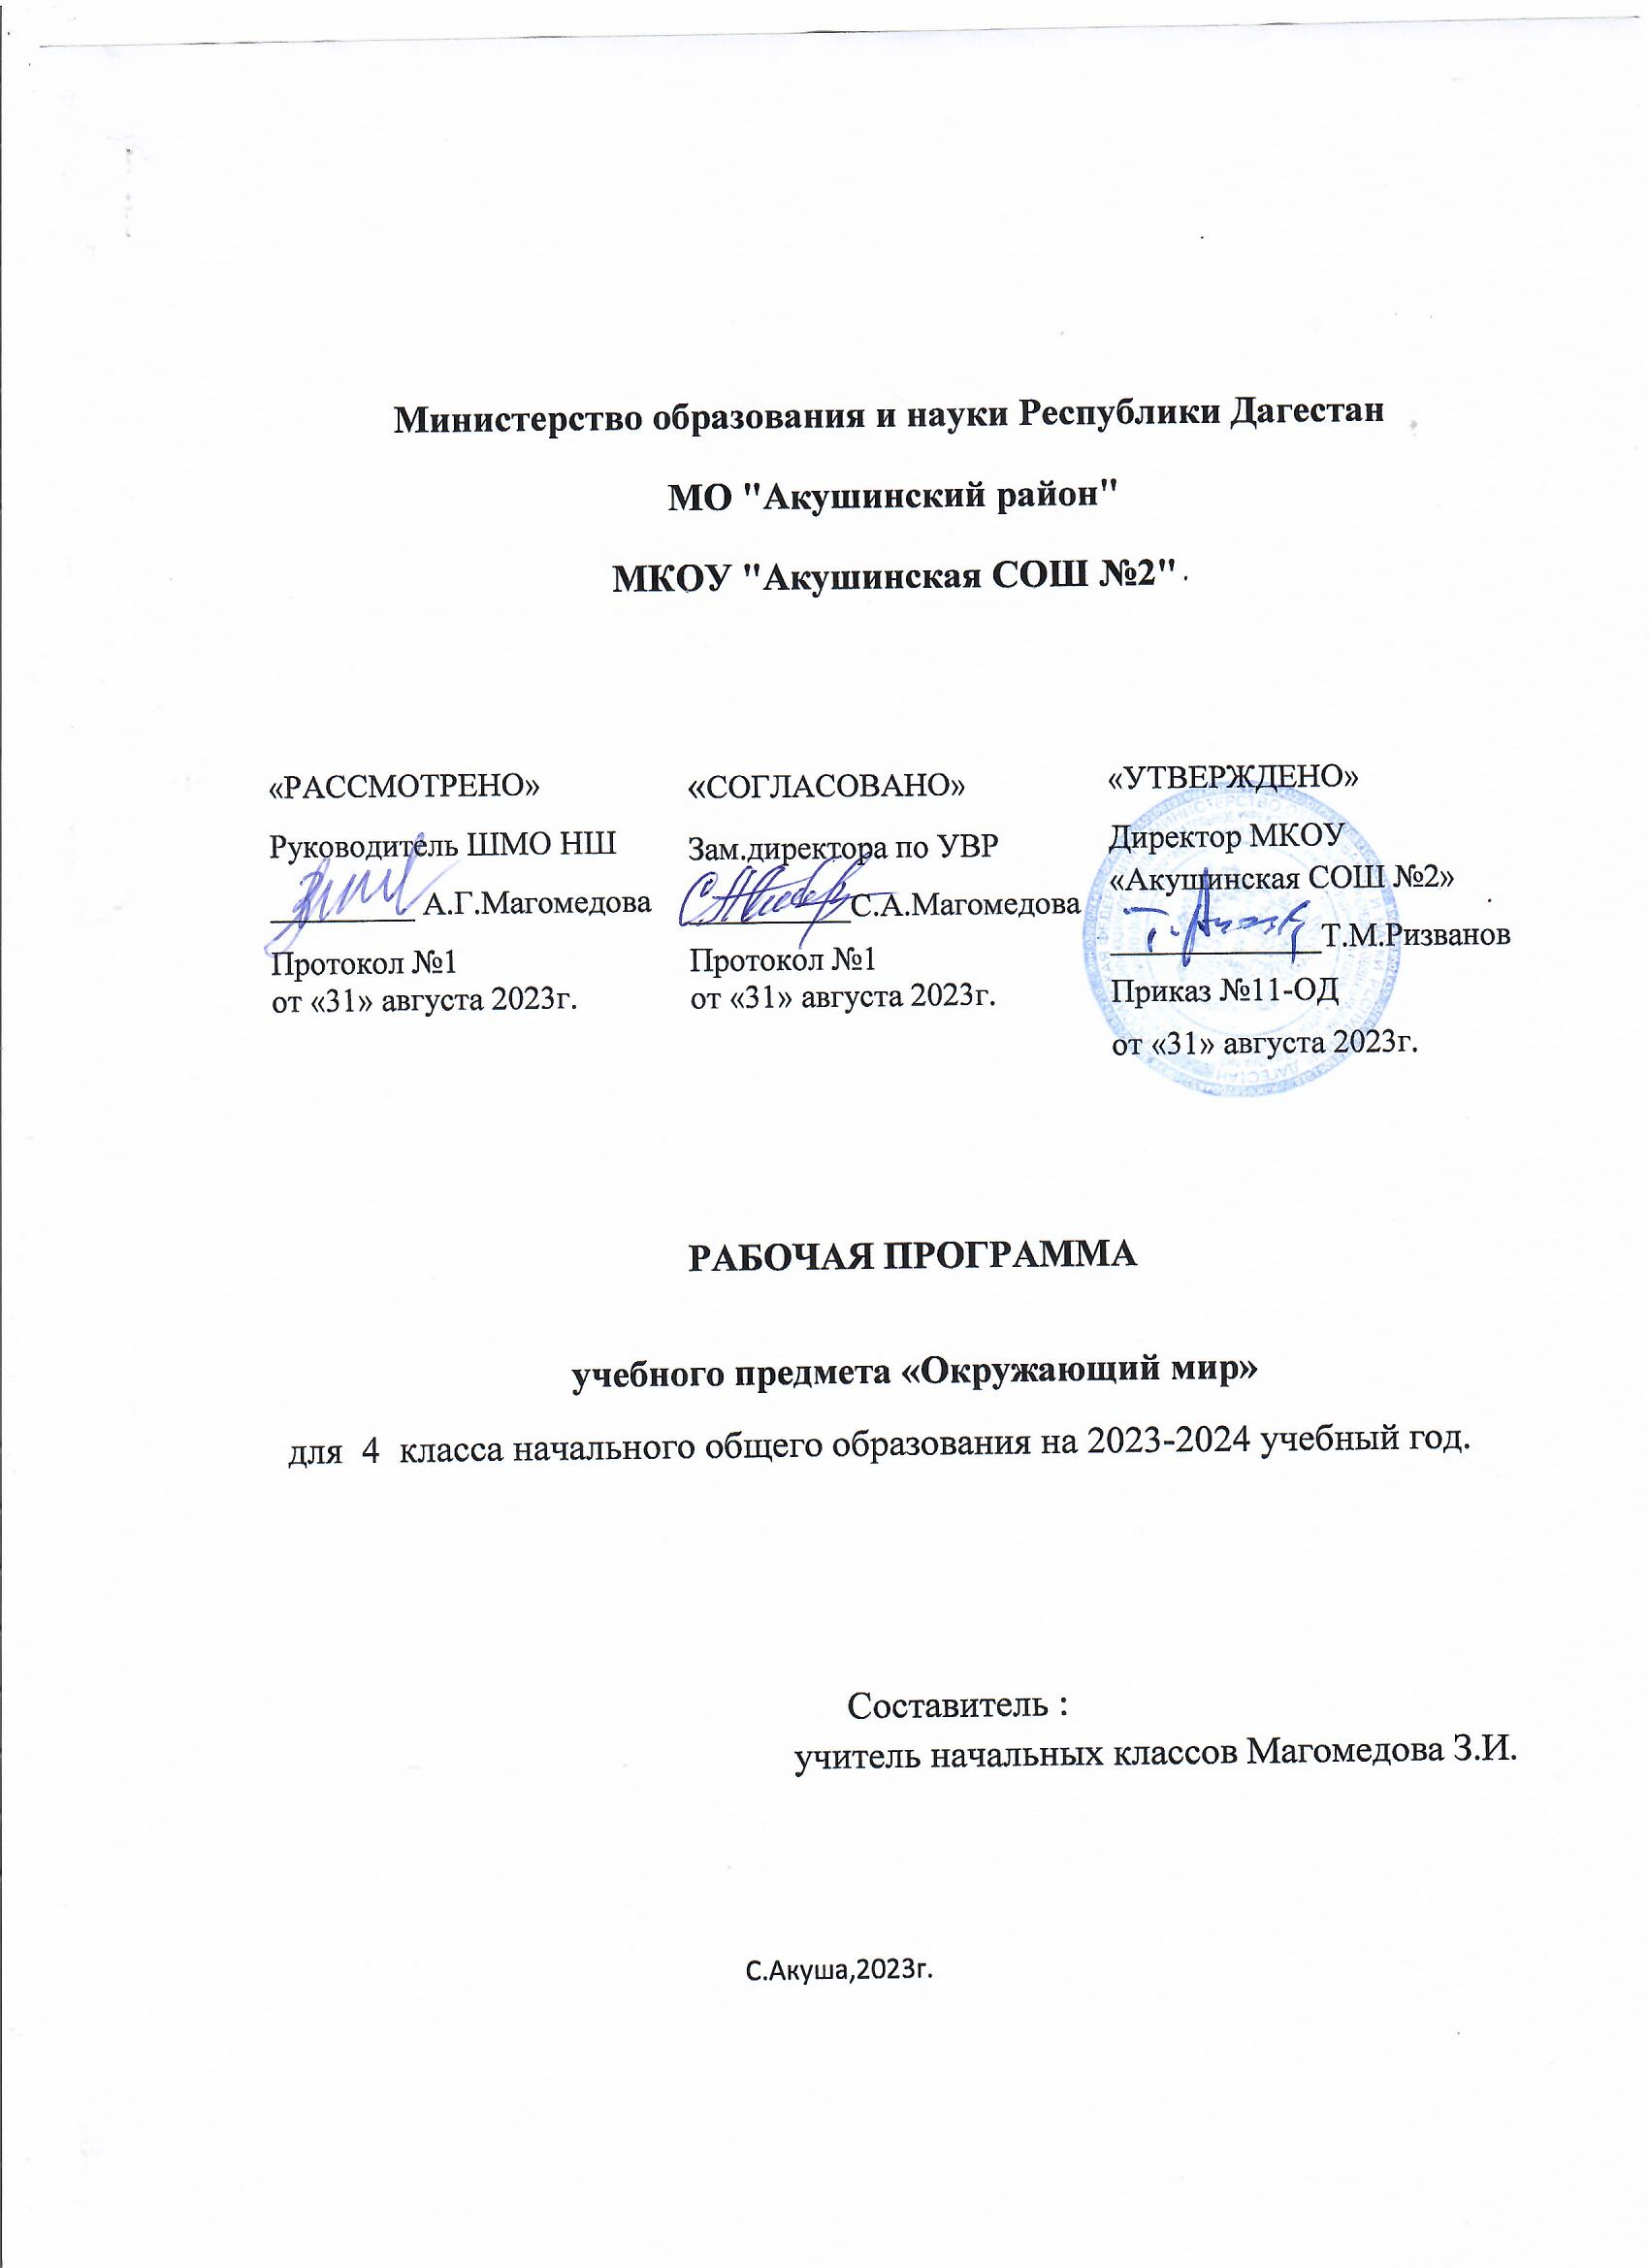 Министерство образования и науки Республики Дагестан
МО "Акушинский район"
МКОУ "Акушинская СОШ №2"
«РАССМОТРЕНО»
Руководитель ШМО НШ
А.Г.Магомедова
Протокол №1
от «31» августа 2023г.
«СОГЛАСОВАНО»
Зам.директора по УВР
С.А.Магомедова
Протокол №1
от «31» августа 2023г.
«УТВЕРЖДЕНО»
Директор МКОУ
«Акушинская СОШ №2»
Т.М.Ризванов
Приказ №11-ОД
от «31» августа 2023г.
РАБОЧАЯ ПРОГРАММА
учебного предмета «Окружающий мир»
для 4 класса начального общего образования на 2023-2024 учебный год.
Составитель :
учитель начальных классов Магомедова З.И.
С.Акуша,2023г.